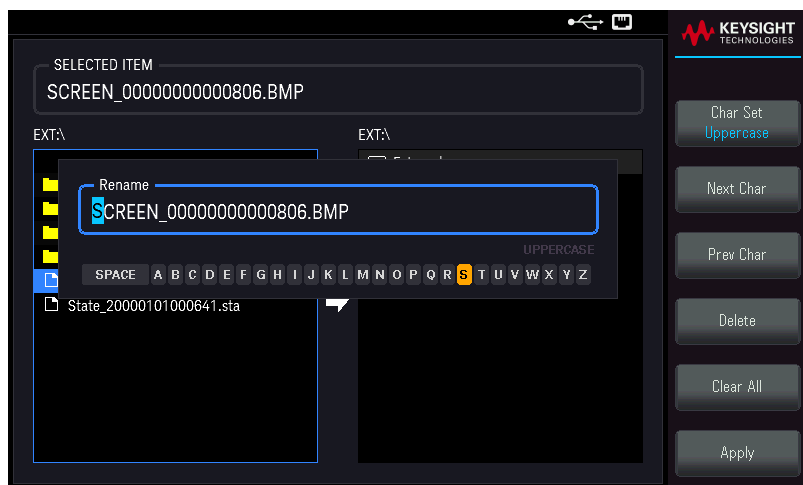 KEYSIGHT
TECHNOLOGIES
SELECTED ITEM
SCREEN_00000000000806.BMP
EXT:\
EXT:\
Rename
SCREEN_00000000000806.BMP
UPPERCASE
SPACE A B C D E F G H I J K L M N O P Q R S T U V W X Y Z
State_20000101000641.sta
Char Set
Uppercase
Next Char
Prev Char
Delete
Clear All
Apply